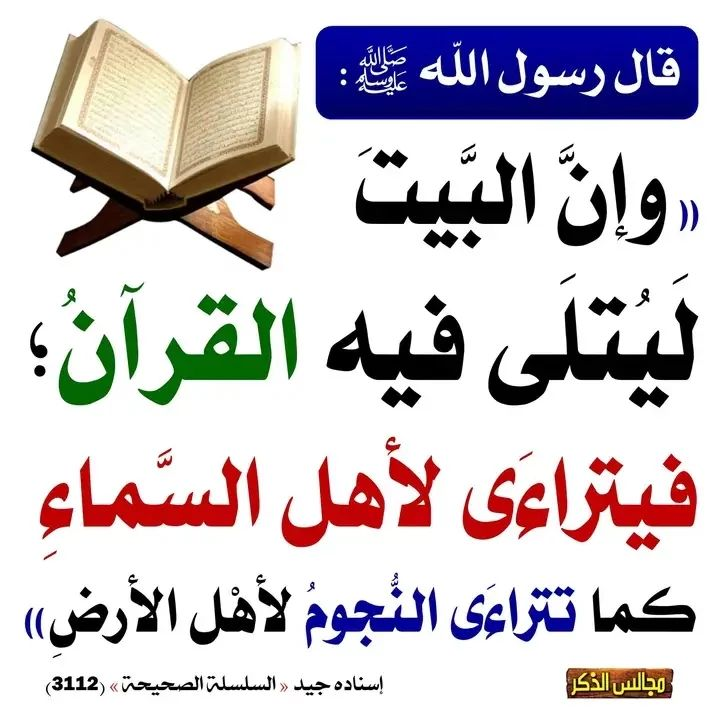 قال رسول الله ﷺ :
(( وإنَّ البَّيتَ
لَيُتلَى فيه القرآنُ؛
فيتراءَى لأهل السَّماءِ
كما تتراءَى النُّجومُ لأهْل الأرضِ))
إسناده جيد « السلسلة الصحيحة » (3112)
مجالس الذكر